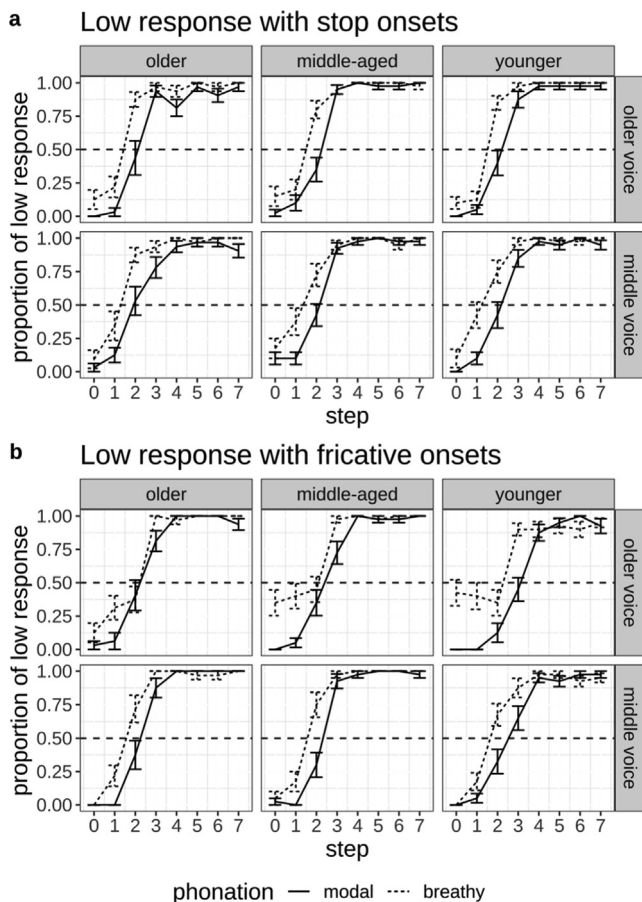 a Low response with stop onsets
older middle-aged younger
1.00
0.75
0.50
0.25
0.00
older voice
1.00
0.75
0.50
0.25
0.00
middle voice
proportion of low response
0 1 2 3 4 5 6 7 0 1 2 3 4 5 6 7 0 1 2 3 4 5 6 7
step
b Low response with fricative onsets
older middle-aged younger
1.00
0.75
0.50
0.25
0.00
older voice
1.00
0.75
0.50
0.25
0.00
middle voice
proportion of low response
0 1 2 3 4 5 6 7 0 1 2 3 4 5 6 7 0 1 2 3 4 5 6 7
step
phonation modal breathy